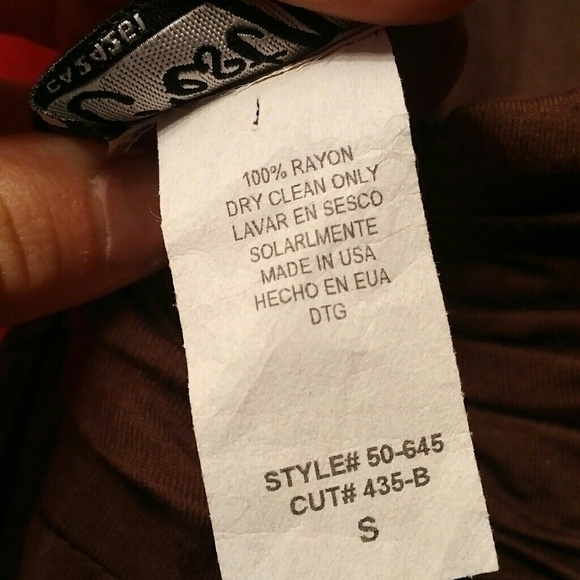 100% RAYON
DRY CLEAN ONLY
LAVAR EN SESCO
SOLARLMENTE
MADE IN USA
HECHO EN EUA
DTG
STYLE# 50-645
CUT# 435-B
S